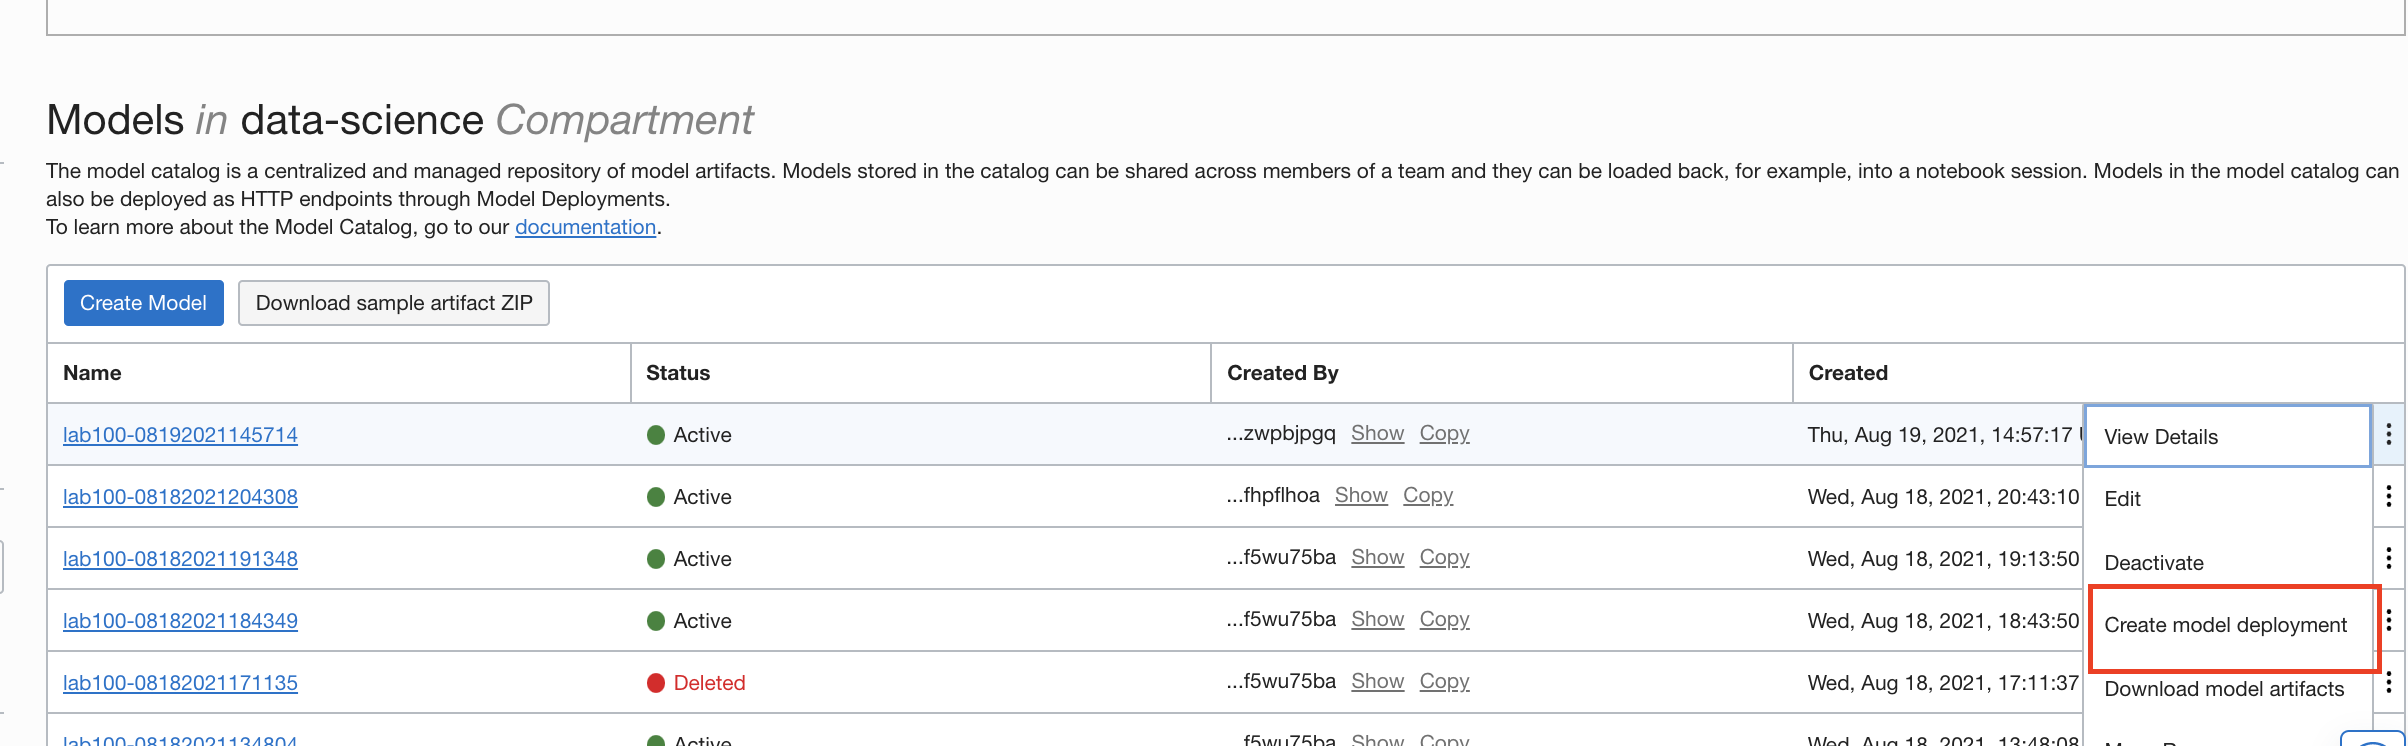 Models in data-science Compartment
The model catalog is a centralized and managed repository of model artifacts. Models stored in the catalog can be shared across members of a team and they can be loaded back, for example, into a notebook session. Models in the model catalog can
also be deployed as HTTP endpoints through Model Deployments.
To learn more about the Model Catalog, go to our documentation.
Create Model Download sample artifact ZIP
Name Status Created By Created
lab100-08192021145714 Active ...zwpbjpgq Show Copy Thu, Aug 19, 2021, 14:57:17 View Details
lab100-08182021204308 Active ...fhpflhoa Show Copy Wed, Aug 18, 2021, 20:43:10 Edit
lab100-08182021191348 Active ...f5wu75ba Show Copy Wed, Aug 18, 2021, 19:13:50 Deactivate
lab100-08182021184349 Active ...f5wu75ba Show Copy Wed, Aug 18, 2021, 18:43:50 Create model deployment
lab100-08182021171135 Deleted ...f5wu75ba Show Copy Wed, Aug 18, 2021, 17:11:37 Download model artifacts
lab100-08182021134804 Active ...f5wu75ba Show Copy Wed, Aug 18, 2021, 13:48:08